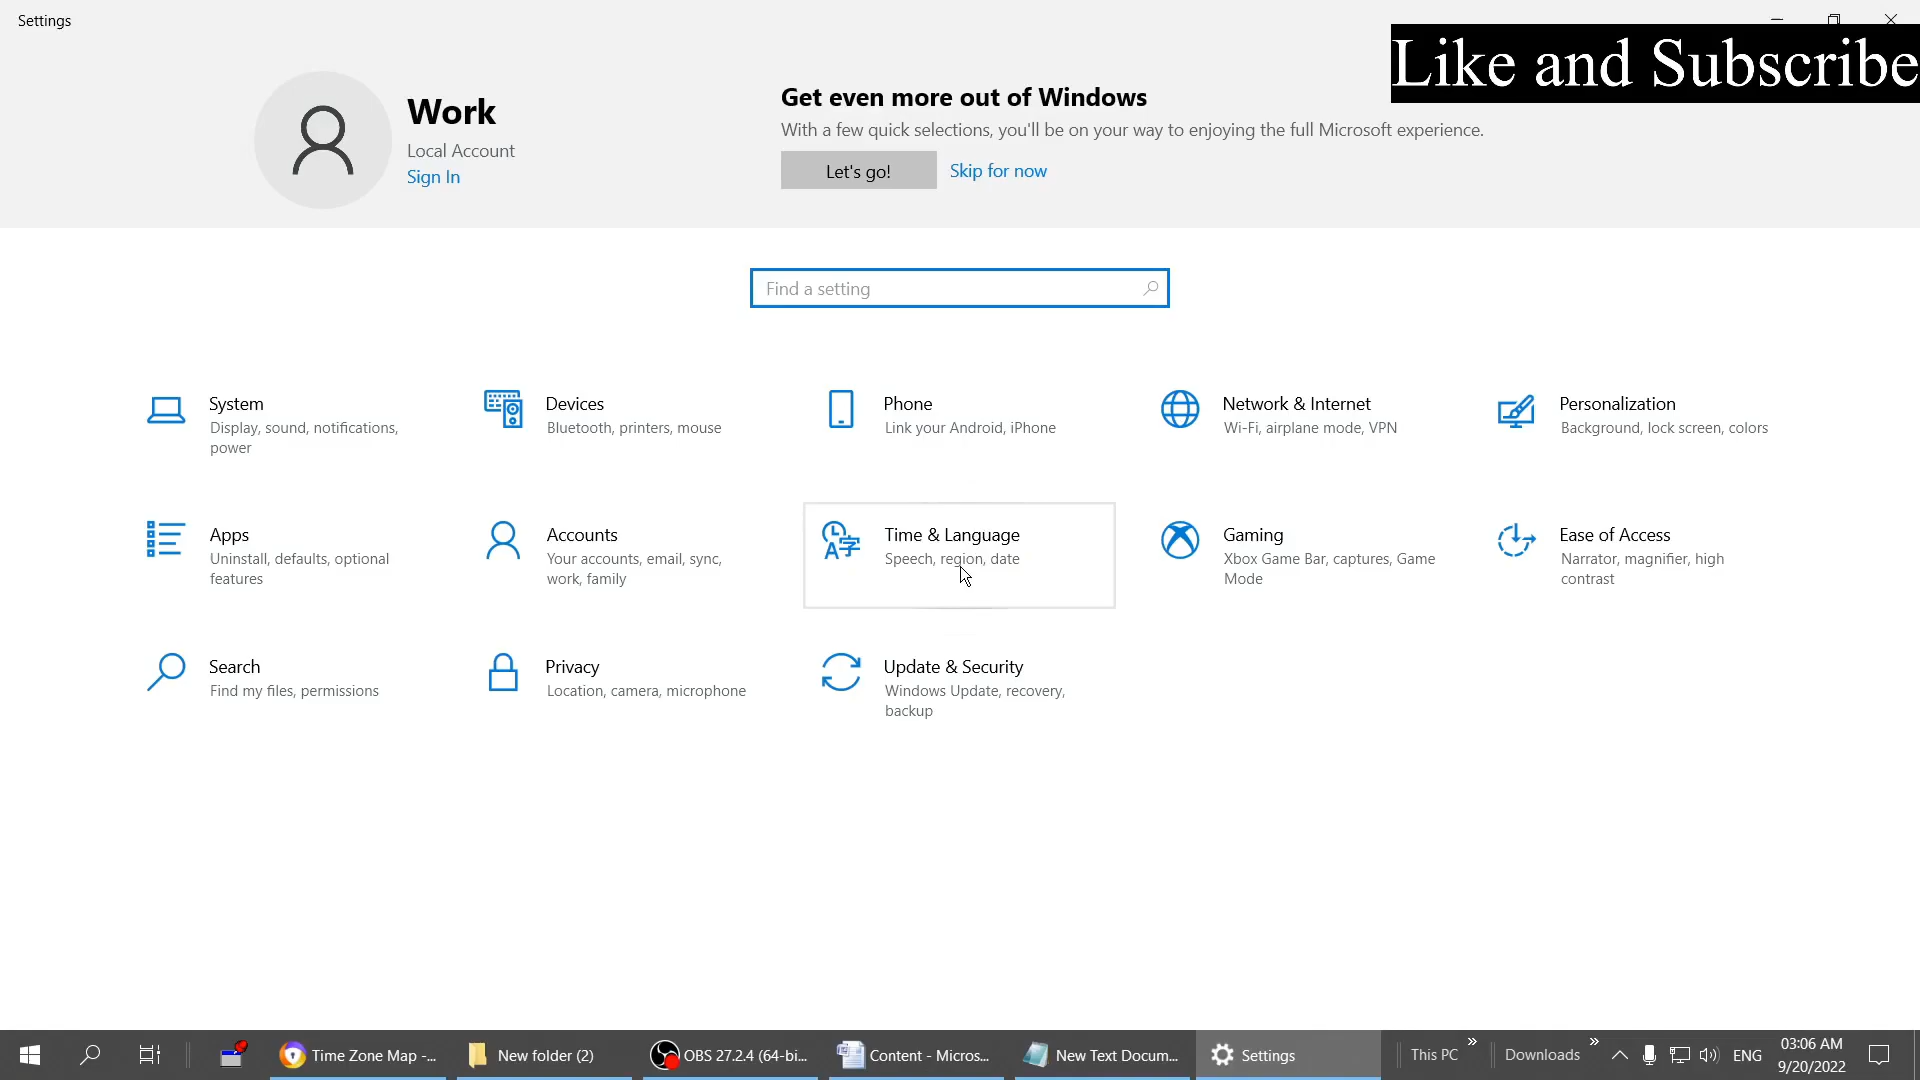 Settings
Like and Subscribe
Work
Local Account
Sign In
Get even more out of Windows
With a few quick selections, you'll be on your way to enjoying the full Microsoft experience.
Let's go!
Skip for now
Find a setting
System
Display, sound, notifications,
power
Devices
Bluetooth, printers, mouse
Phone
Link your Android, iPhone
Network & Internet
Wi-Fi, airplane mode, VPN
Personalization
Background, lock screen, colors
Apps
Uninstall, defaults, optional
features
Accounts
Your accounts, email, sync,
work, family
Time & Language
Speech, region, date
Gaming
Xbox Game Bar, captures, Game
Mode
Ease of Access
Narrator, magnifier, high
contrast
Search
Find my files, permissions
Privacy
Location, camera, microphone
Update & Security
Windows Update, recovery,
backup
Time Zone Map -...
New folder (2)
OBS 27.2.4 (64-bi...
Content - Micros...
New Text Docum...
Settings
This PC
Downloads
ENG
03:06 AM
9/20/2022